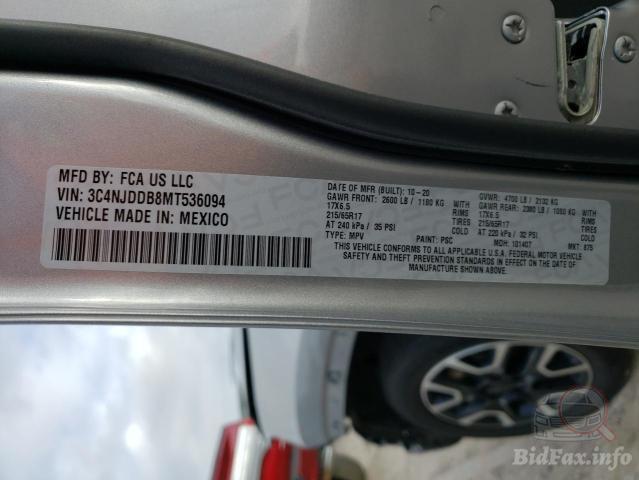 MFD BY: FCA US LLC
VIN: 3C4NJDDB8MT536094
VEHICLE MADE IN: MEXICO
DATE OF MFR (BUILT): 10-20 GVWR: 4700 LB / 2132 KG
GAWR FRONT: 2600 LB / 1180 KG GAWR REAR: 2380 LB / 1080 KG
17X6.5 RIMS 17X6.5 RIMS
215/65R17 TIRES 215/65R17 TIRES
AT 240 kPa / 35 PSI COLD AT 220 kPa / 32 PSI COLD
TYPE: MPV PAINT: PSC MDH: 101407 MKT: 875
THIS VEHICLE CONFORMS TO ALL APPLICABLE U.S.A. FEDERAL MOTOR VEHICLE
SAFETY AND THEFT PREVENTION STANDARDS IN EFFECT ON THE DATE OF
MANUFACTURE SHOWN ABOVE.
BidFax.info